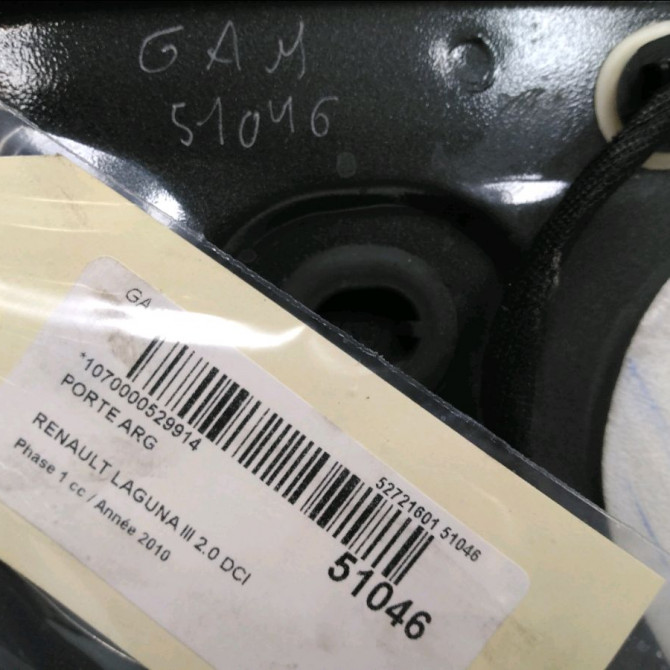 GAM
51046
GA
*1070000529914
52721601 51046
PORTE ARG
51046
RENAULT LAGUNA III 2.0 DCI
Phase 1 cc / Année 2010